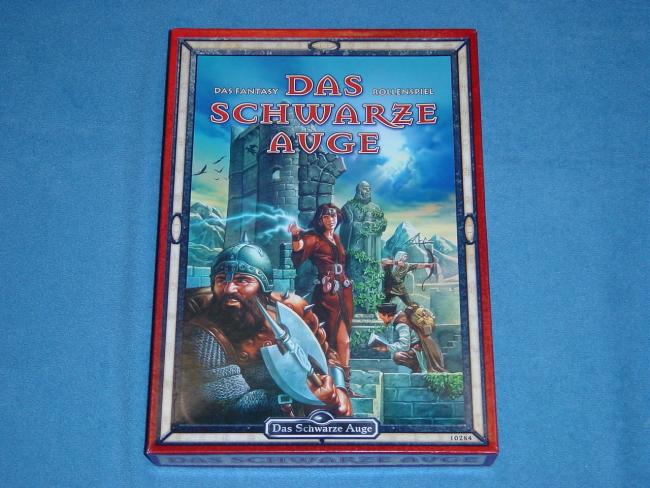 DAS FANTASY DAS ROLLENSPIEL
SCHWARZE
AUGE
Das Schwarze Auge
10284
DAS SCHWARZE AUGE